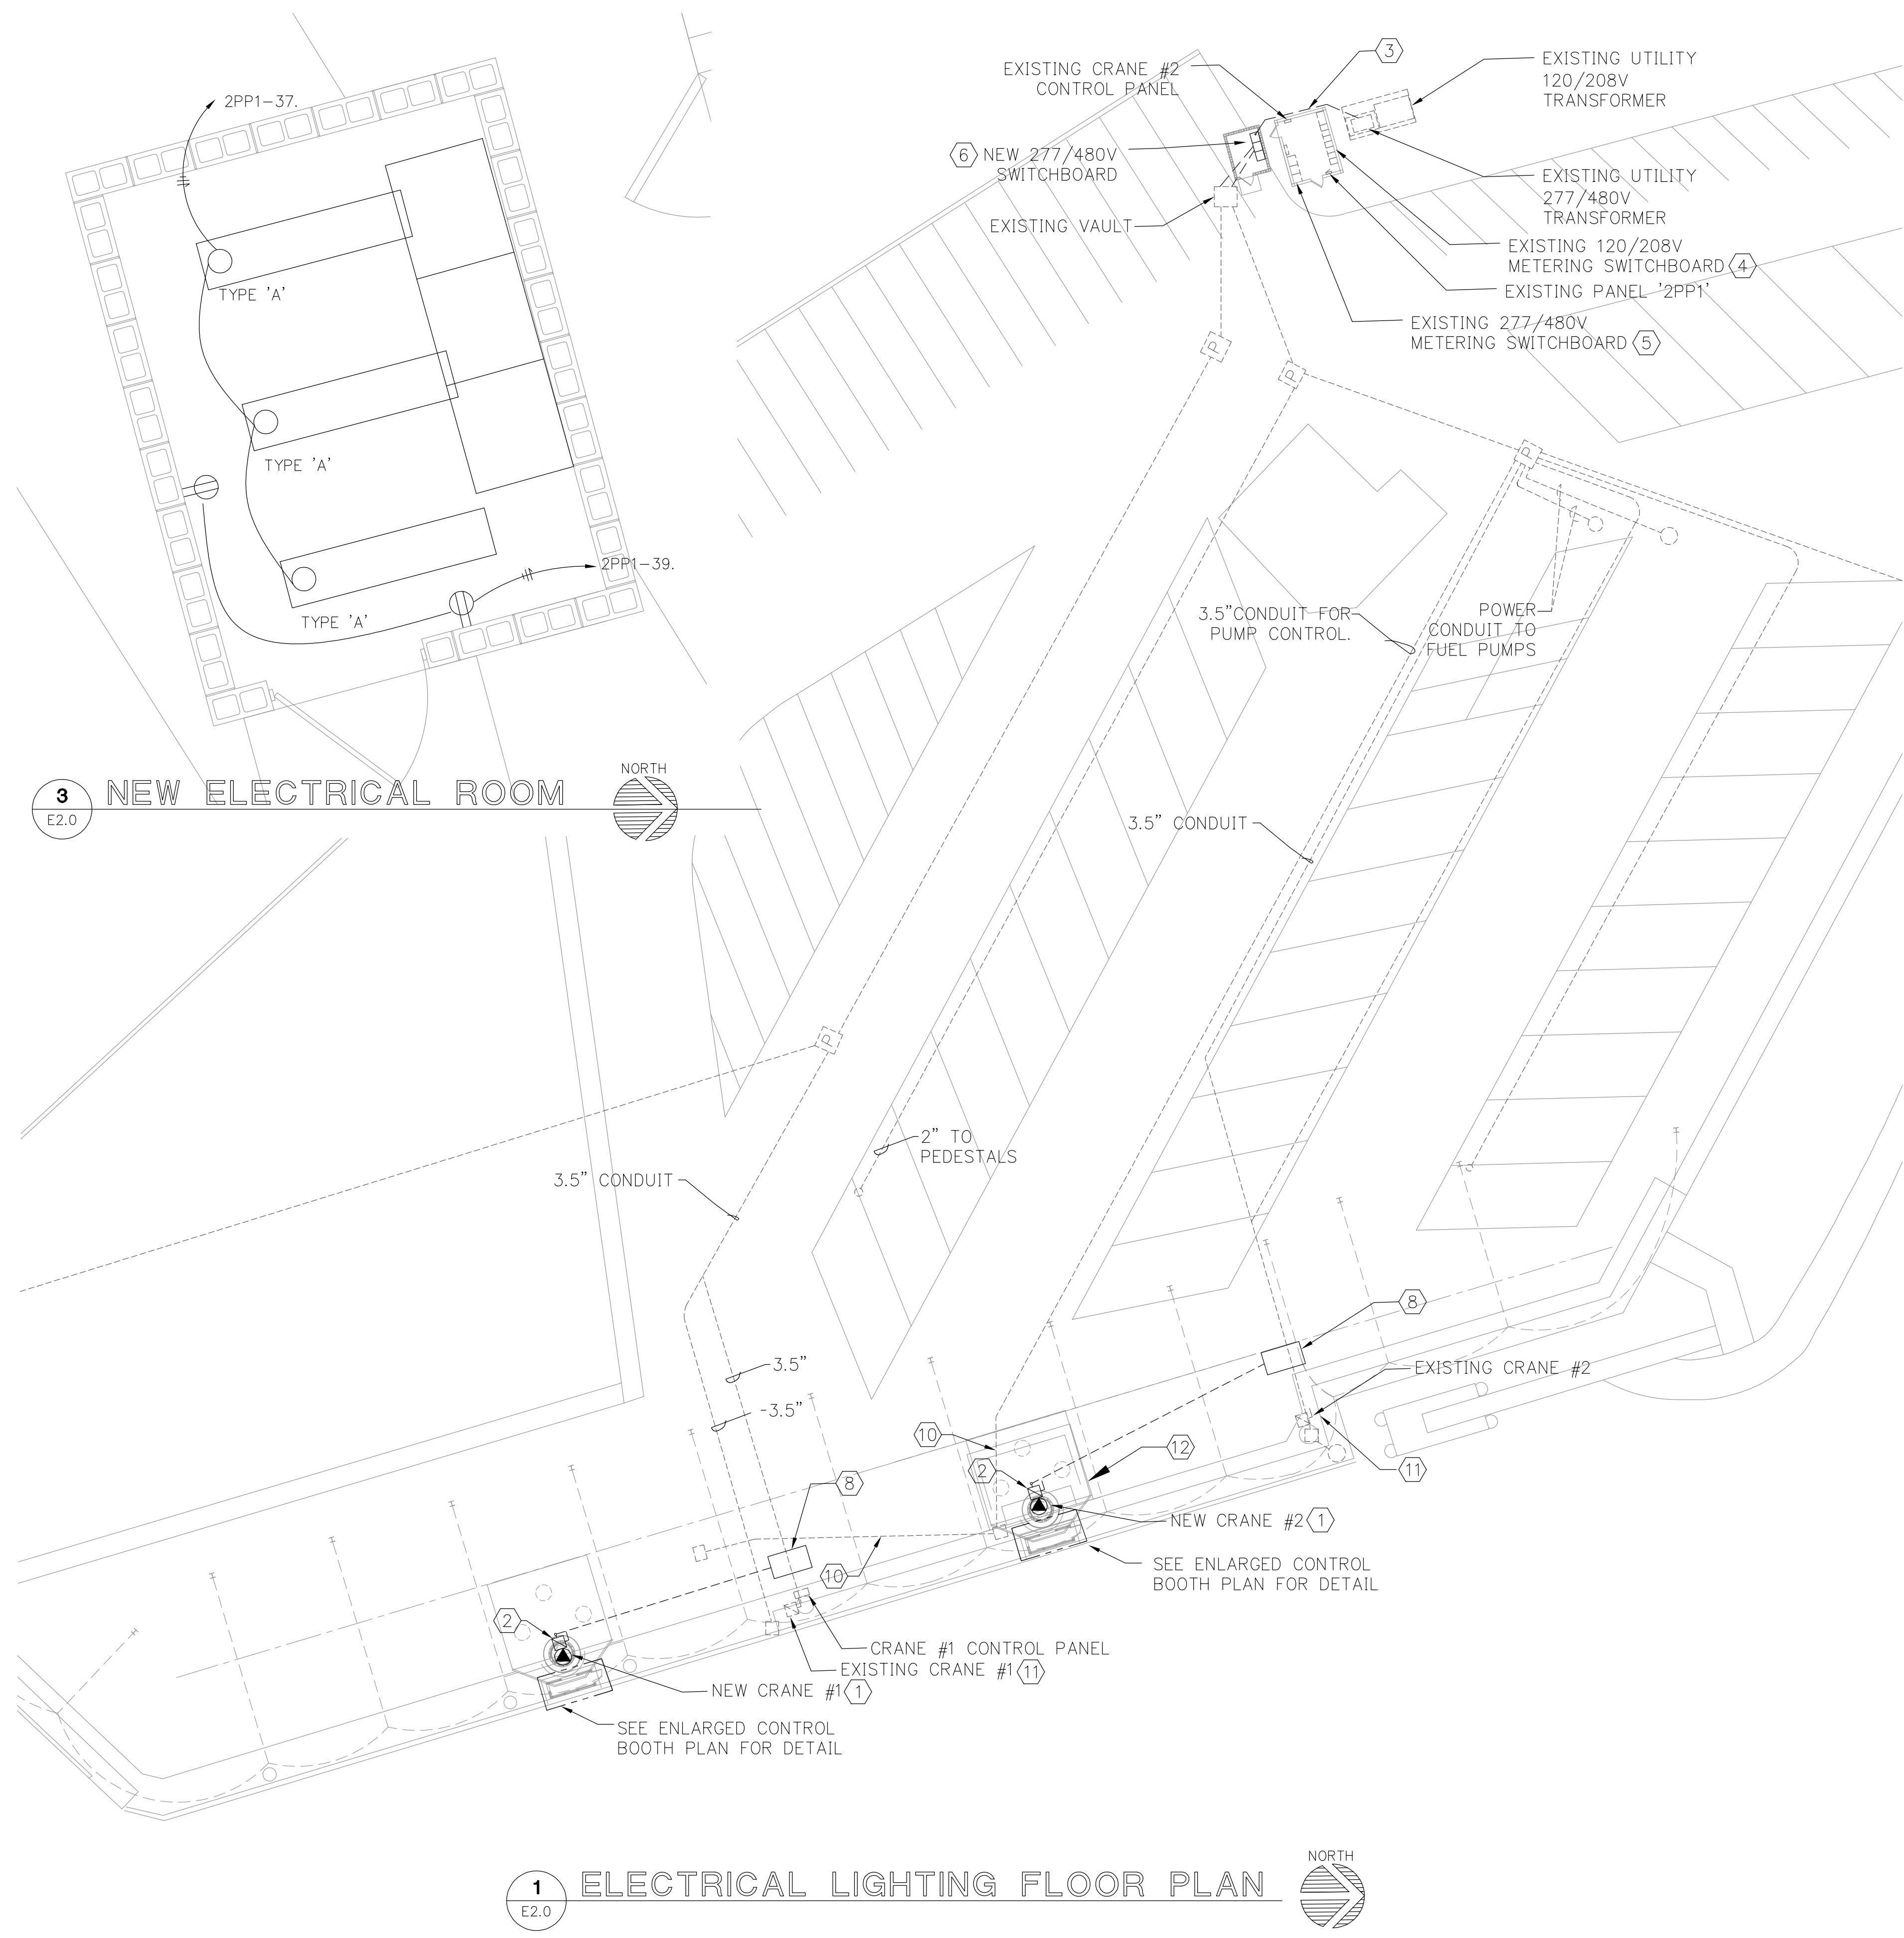 2PP1-37.
TYPE 'A'
TYPE 'A'
TYPE 'A'
2PP1-39.
3
E2.0
NEW ELECTRICAL ROOM
NORTH
EXISTING CRANE #2
CONTROL PANEL
3
EXISTING UTILITY
120/208V
TRANSFORMER
6 NEW 277/480V
SWITCHBOARD
EXISTING UTILITY
277/480V
TRANSFORMER
EXISTING VAULT
EXISTING 120/208V
METERING SWITCHBOARD 4
EXISTING PANEL '2PP1'
EXISTING 277/480V
METERING SWITCHBOARD 5
P
P
P
3.5"CONDUIT FOR
PUMP CONTROL.
POWER
CONDUIT TO
FUEL PUMPS
3.5" CONDUIT
P
2" TO
PEDESTALS
3.5" CONDUIT
8
3.5"
EXISTING CRANE #2
-3.5"
10
12
11
2
8
NEW CRANE #2 1
SEE ENLARGED CONTROL
BOOTH PLAN FOR DETAIL
10
2
CRANE #1 CONTROL PANEL
EXISTING CRANE #1 11
NEW CRANE #1 1
SEE ENLARGED CONTROL
BOOTH PLAN FOR DETAIL
1
E2.0
ELECTRICAL LIGHTING FLOOR PLAN
NORTH